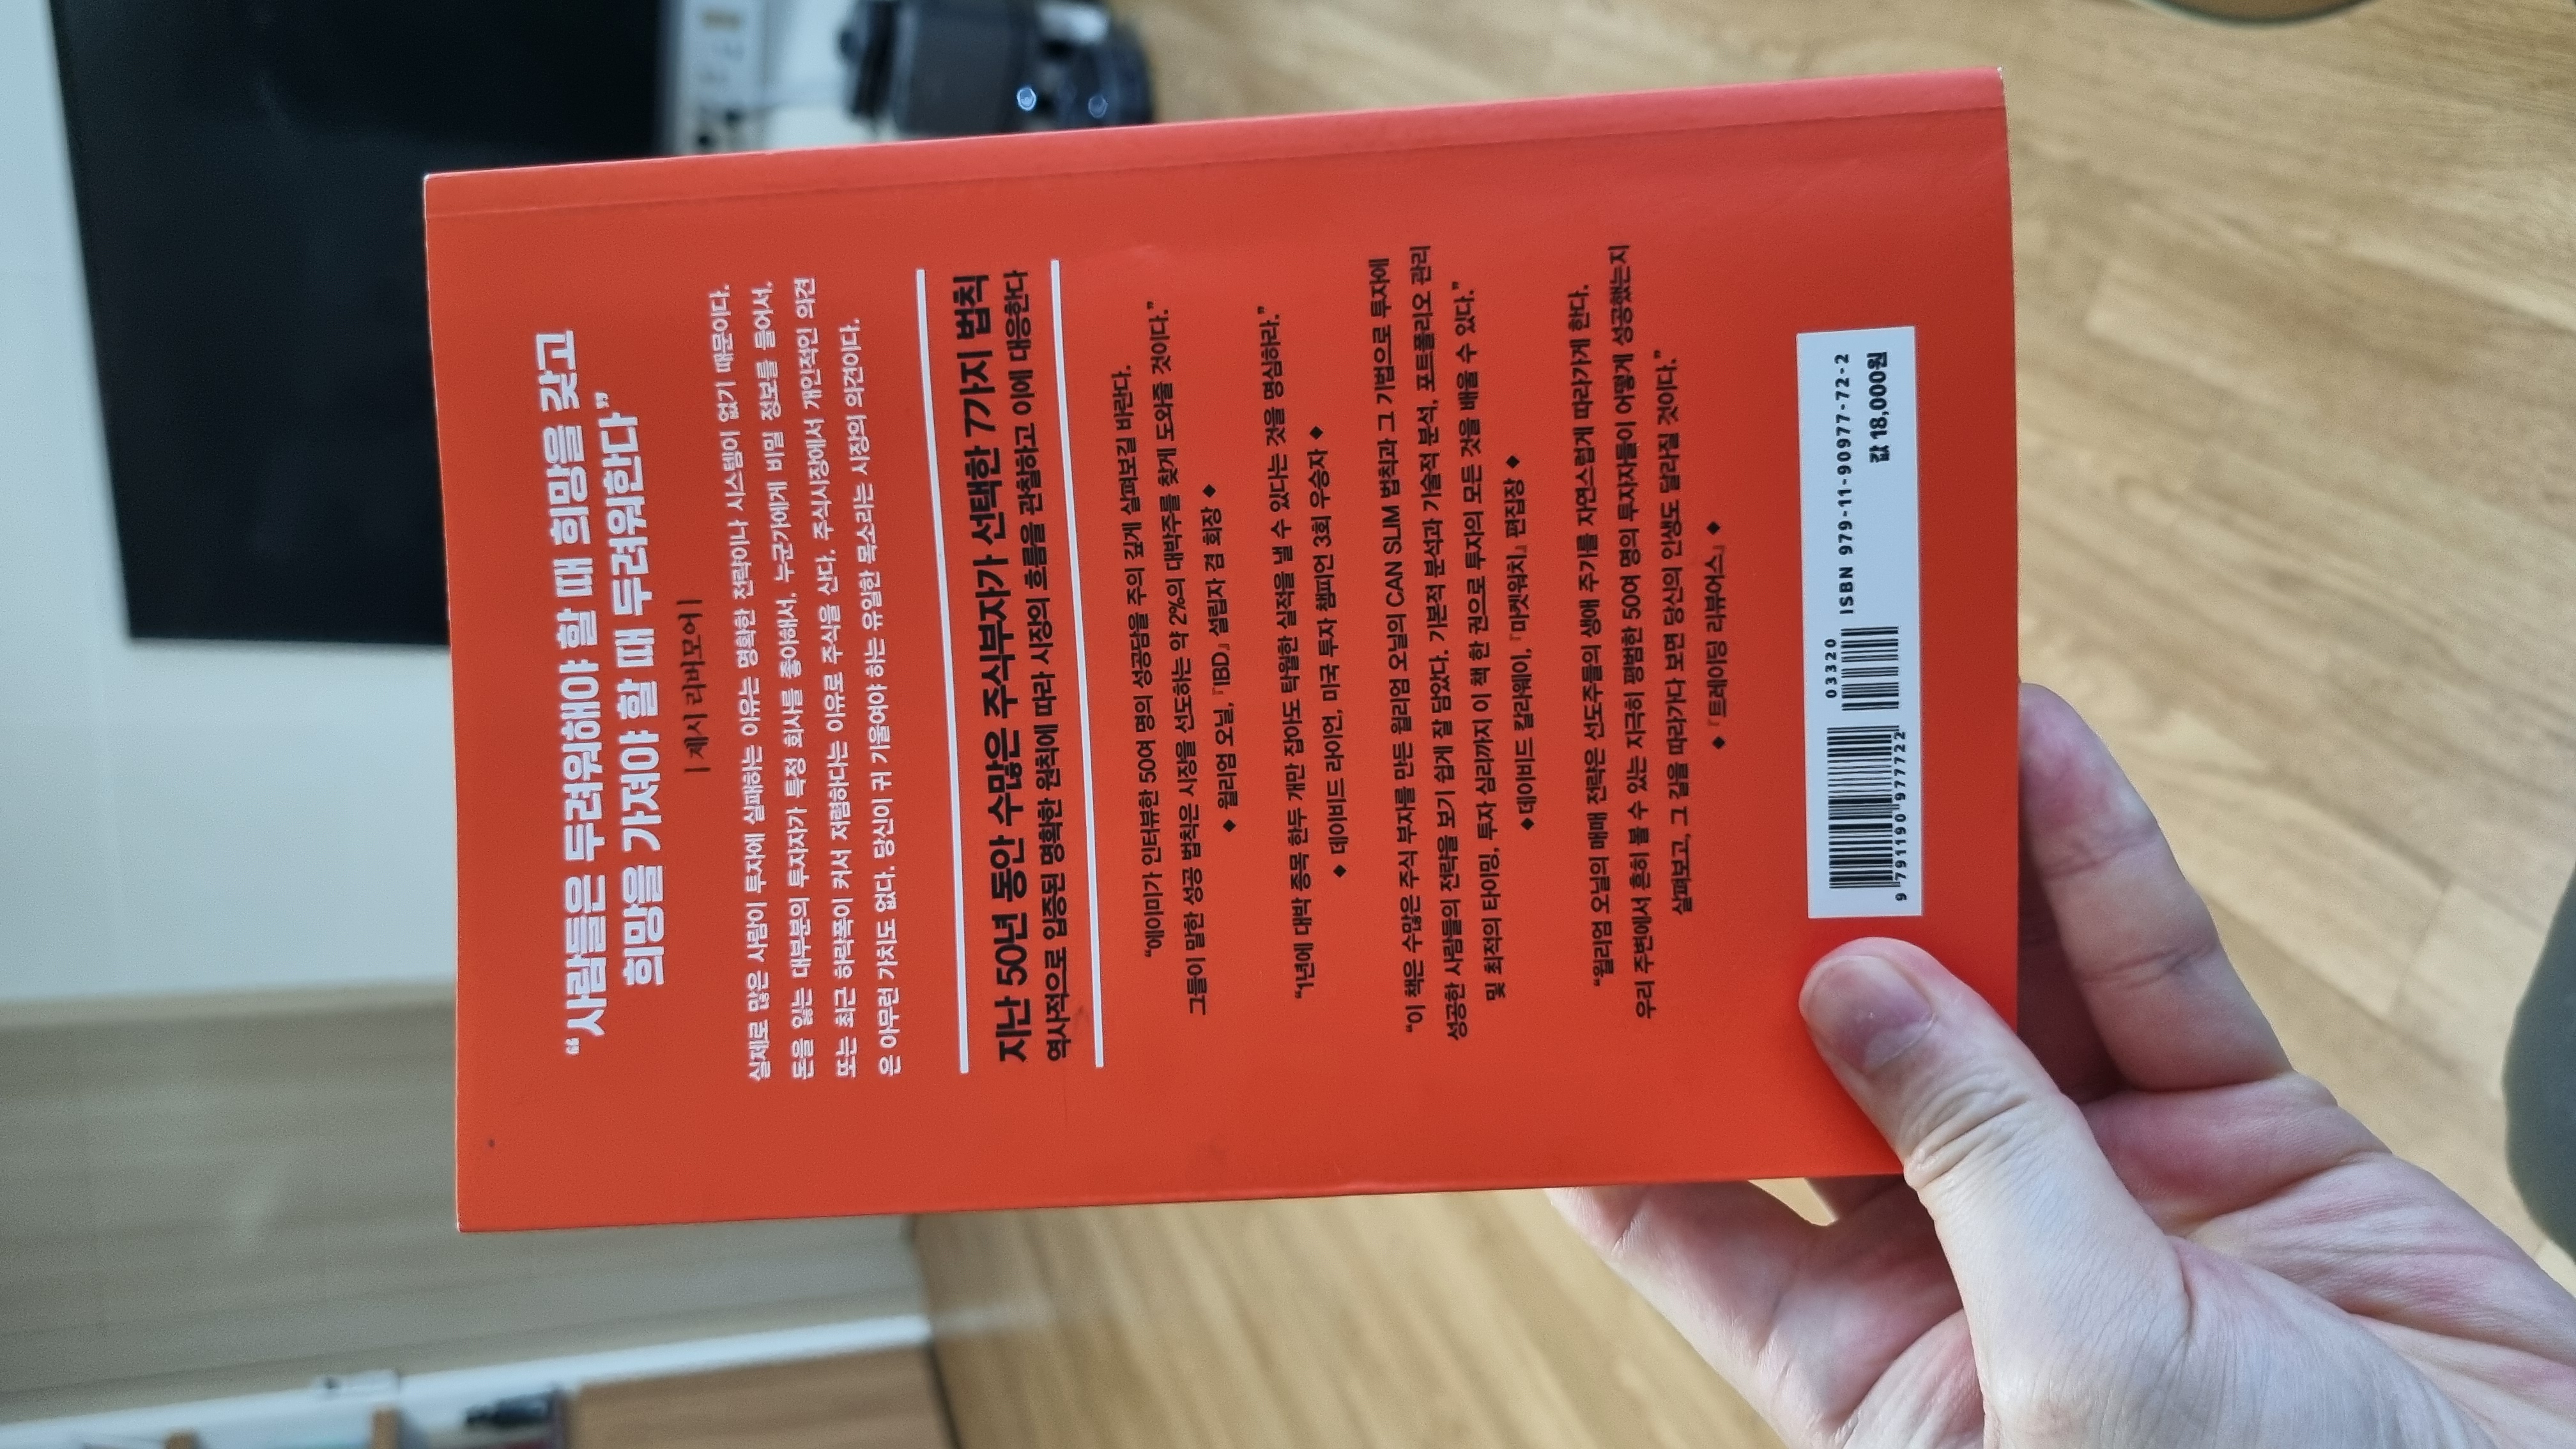 “사람들은 두려워해야 할 때 희망을 갖고
희망을 가져야 할 때 두려워한다”
| 제시 리버모어 |
실제로 많은 사람이 투자에 실패하는 이유는 명확한 전략이나 시스템이 없기 때문이다.
돈을 잃는 대부분의 투자자가 특정 회사를 좋아해서, 누군가에게 비밀 정보를 들어서,
또는 최근 하락폭이 커서 저렴하다는 이유로 주식을 산다. 주식시장에서 개인적인 의견
은 아무런 가치도 없다. 당신이 귀 기울여야 하는 유일한 목소리는 시장의 의견이다.
지난 50년 동안 수많은 주식부자가 선택한 7가지 법칙
역사적으로 입증된 명확한 원칙에 따라 시장의 흐름을 관찰하고 이에 대응한다
“에이미가 인터뷰한 50여 명의 성공담을 주의 깊게 살펴보길 바란다.
그들이 말한 성공 법칙은 시장을 선도하는 약 2%의 대박주를 찾게 도와줄 것이다.”
◆ 윌리엄 오닐, 『IBD』 설립자 겸 회장 ◆
“1년에 대박 종목 한두 개만 잡아도 탁월한 실적을 낼 수 있다는 것을 명심하라.”
◆ 데이비드 라이언, 미국 투자 챔피언 3회 우승자 ◆
“이 책은 수많은 주식 부자를 만든 윌리엄 오닐의 CAN SLIM 법칙과 그 기법으로 투자에
성공한 사람들의 전략을 보기 쉽게 잘 담았다. 기본적 분석과 기술적 분석, 포트폴리오 관리
및 최적의 타이밍, 투자 심리까지 이 책 한 권으로 투자의 모든 것을 배울 수 있다.”
◆데이비드 칼라웨이, 『마켓워치』 편집장 ◆
“윌리엄 오닐의 매매 전략은 선도주들의 생애 주기를 자연스럽게 따라가게 한다.
우리 주변에서 흔히 볼 수 있는 지극히 평범한 50여 명의 투자자들이 어떻게 성공했는지
살펴보고, 그 길을 따라가다 보면 당신의 인생도 달라질 것이다.”
◆ 『트레이딩 리뷰어스』 ◆
03320
ISBN 979-11-90977-72-2
9 791190 977722
값 18,000원